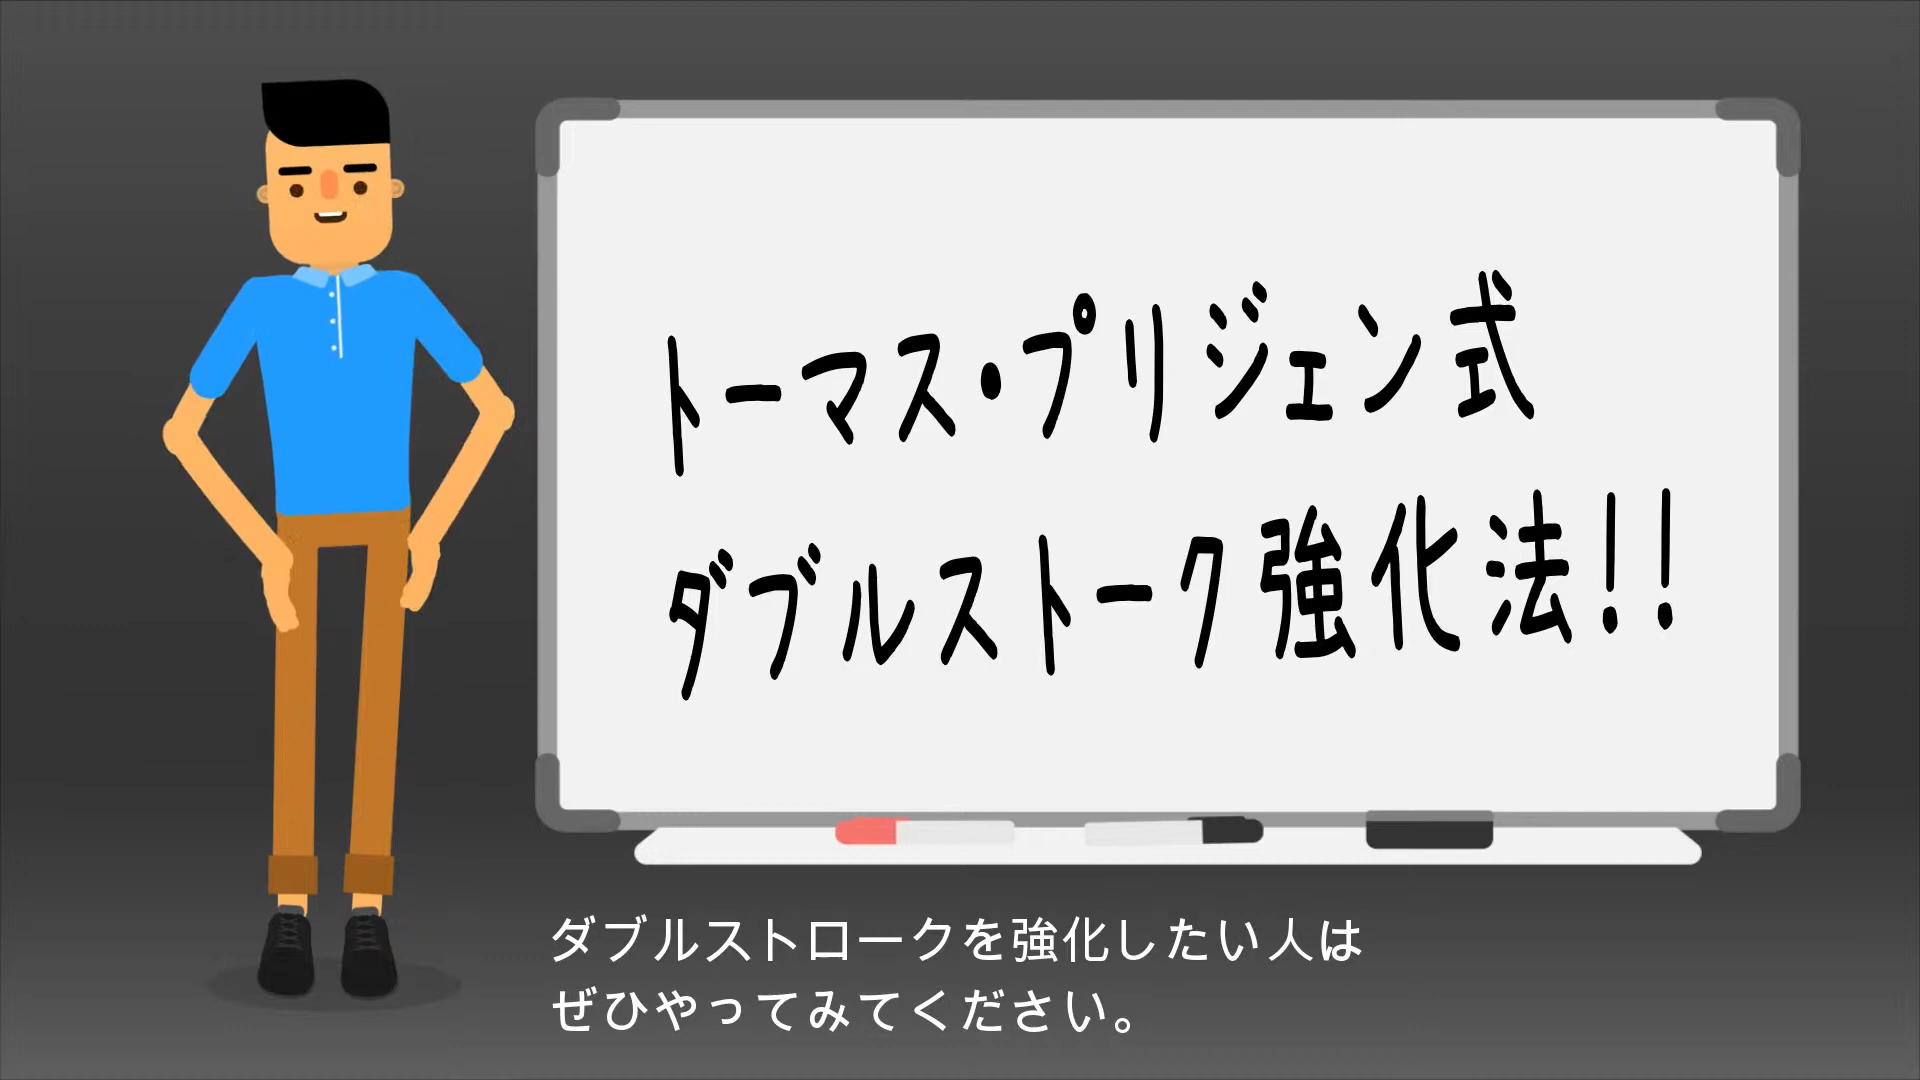 トーマス・プリジェン式
ダブルストーク強化法!!
ダブルストロークを強化したい人は
ぜひやってみてください。